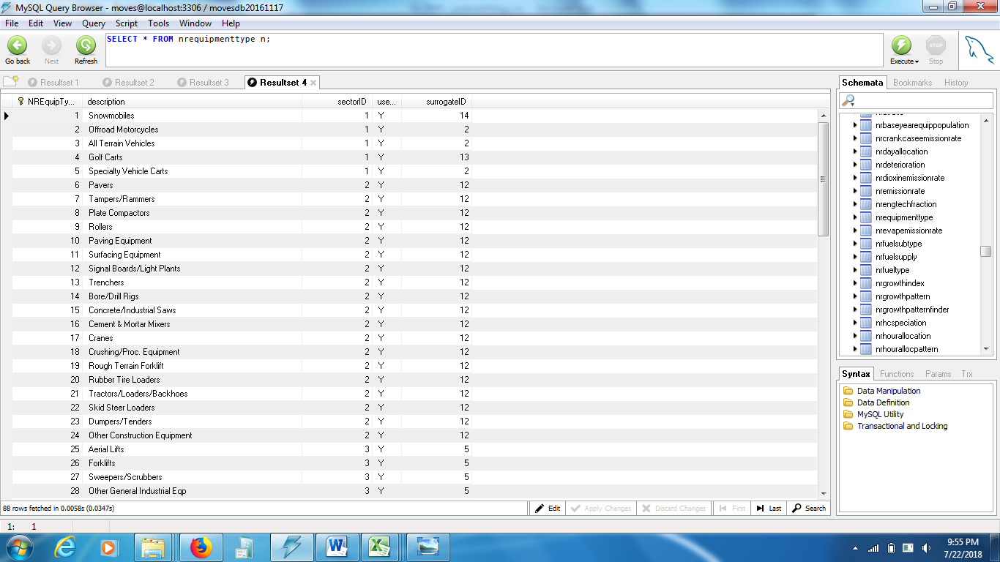 MySQL Query Browser - moves@localhost:3306 / movesdb20161117
File Edit View Query Script Tools Window Help
Go back Next Refresh
SELECT * FROM nrequipmenttype n;
Execute Stop
Resultset 1 Resultset 2 Resultset 3 Resultset 4
NREquipTy... description sectorID use... surrogateID
1 Snowmobiles 1 Y 14
2 Offroad Motorcycles 1 Y 2
3 All Terrain Vehicles 1 Y 2
4 Golf Carts 1 Y 13
5 Specialty Vehicle Carts 1 Y 2
6 Pavers 2 Y 12
7 Tampers/Rammers 2 Y 12
8 Plate Compactors 2 Y 12
9 Rollers 2 Y 12
10 Paving Equipment 2 Y 12
11 Surfacing Equipment 2 Y 12
12 Signal Boards/Light Plants 2 Y 12
13 Trenchers 2 Y 12
14 Bore/Drill Rigs 2 Y 12
15 Concrete/Industrial Saws 2 Y 12
16 Cement & Mortar Mixers 2 Y 12
17 Cranes 2 Y 12
18 Crushing/Proc. Equipment 2 Y 12
19 Rough Terrain Forklift 2 Y 12
20 Rubber Tire Loaders 2 Y 12
21 Tractors/Loaders/Backhoes 2 Y 12
22 Skid Steer Loaders 2 Y 12
23 Dumpers/Tenders 2 Y 12
24 Other Construction Equipment 2 Y 12
25 Aerial Lifts 3 Y 5
26 Forklifts 3 Y 5
27 Sweepers/Scrubbers 3 Y 5
28 Other General Industrial Eqp 3 Y 5
88 rows fetched in 0.0058s (0.0347s)
Edit Apply Changes Discard Changes First Last Search
1: 1
Schemata Bookmarks History
nrbaseyearequippopulation
nrcrankcaseemissionrate
nrdayallocation
nrdeterioration
nrdioxinemissionrate
nremissionrate
nrengtechfraction
nrequipmenttype
nrevapemissionrate
nrfuelsubtype
nrfuelsupply
nrfueltype
nrgrowthindex
nrgrowthpattern
nrgrowthpatternfinder
nrhcspeciation
nrhourallocation
nrhourallocpattern
Syntax Functions Params Trx
Data Manipulation
Data Definition
MySQL Utility
Transactional and Locking
9:55 PM
7/22/2018